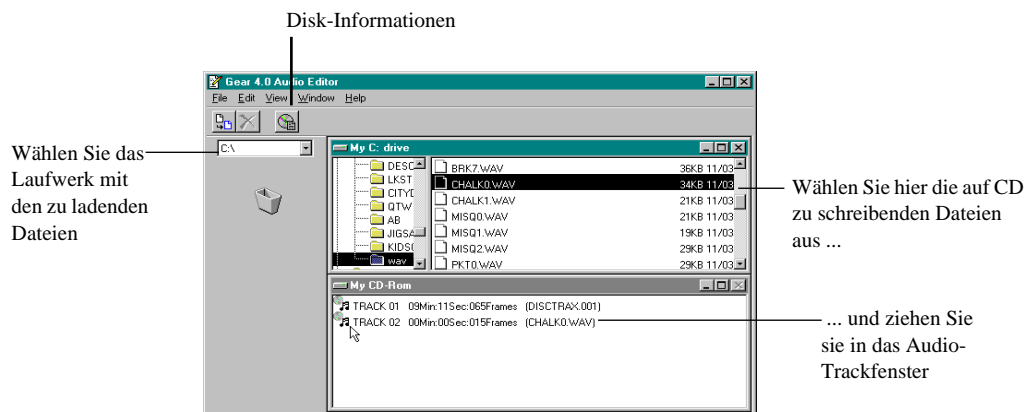 Disk-Informationen
Gear 4.0 Audio Editor
File Edit View Window Help
Wählen Sie das
Laufwerk mit
den zu ladenden
Dateien
C:\
My C: drive
DESC
LKST
CITYD
QTW
AB
JIGSA
KIDS
wav
BRK7.WAV 36KB 11/03
CHALK0.WAV 34KB 11/03
CHALK1.WAV 21KB 11/03
MISQ0.WAV 21KB 11/03
MISQ1.WAV 19KB 11/03
MISQ2.WAV 29KB 11/03
PKT0.WAV 29KB 11/03
Wählen Sie hier die auf CD
zu schreibenden Dateien
aus ...
My CD-Rom
TRACK 01 09Min:11Sec:065Frames (DISCTRAX.001)
TRACK 02 00Min:00Sec:015Frames (CHALK0.WAV)
... und ziehen Sie
sie in das Audio-
Trackfenster